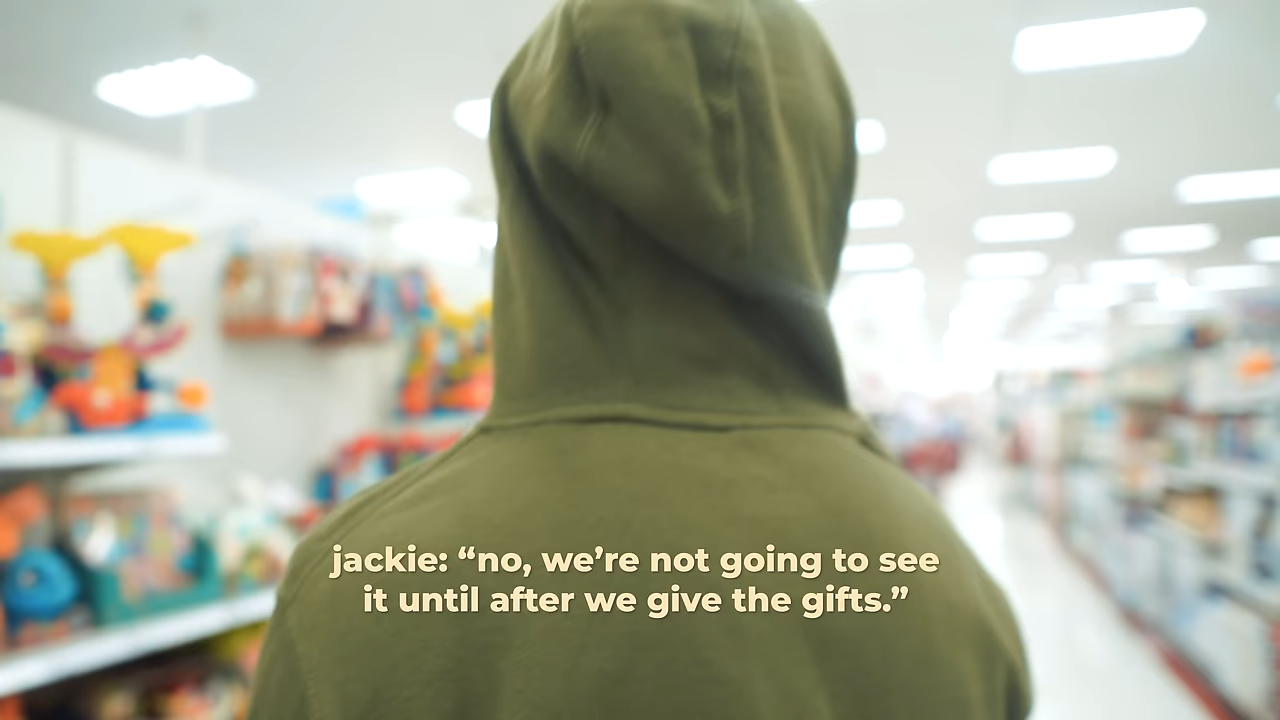 jackie: “no, we’re not going to see
it until after we give the gifts.”